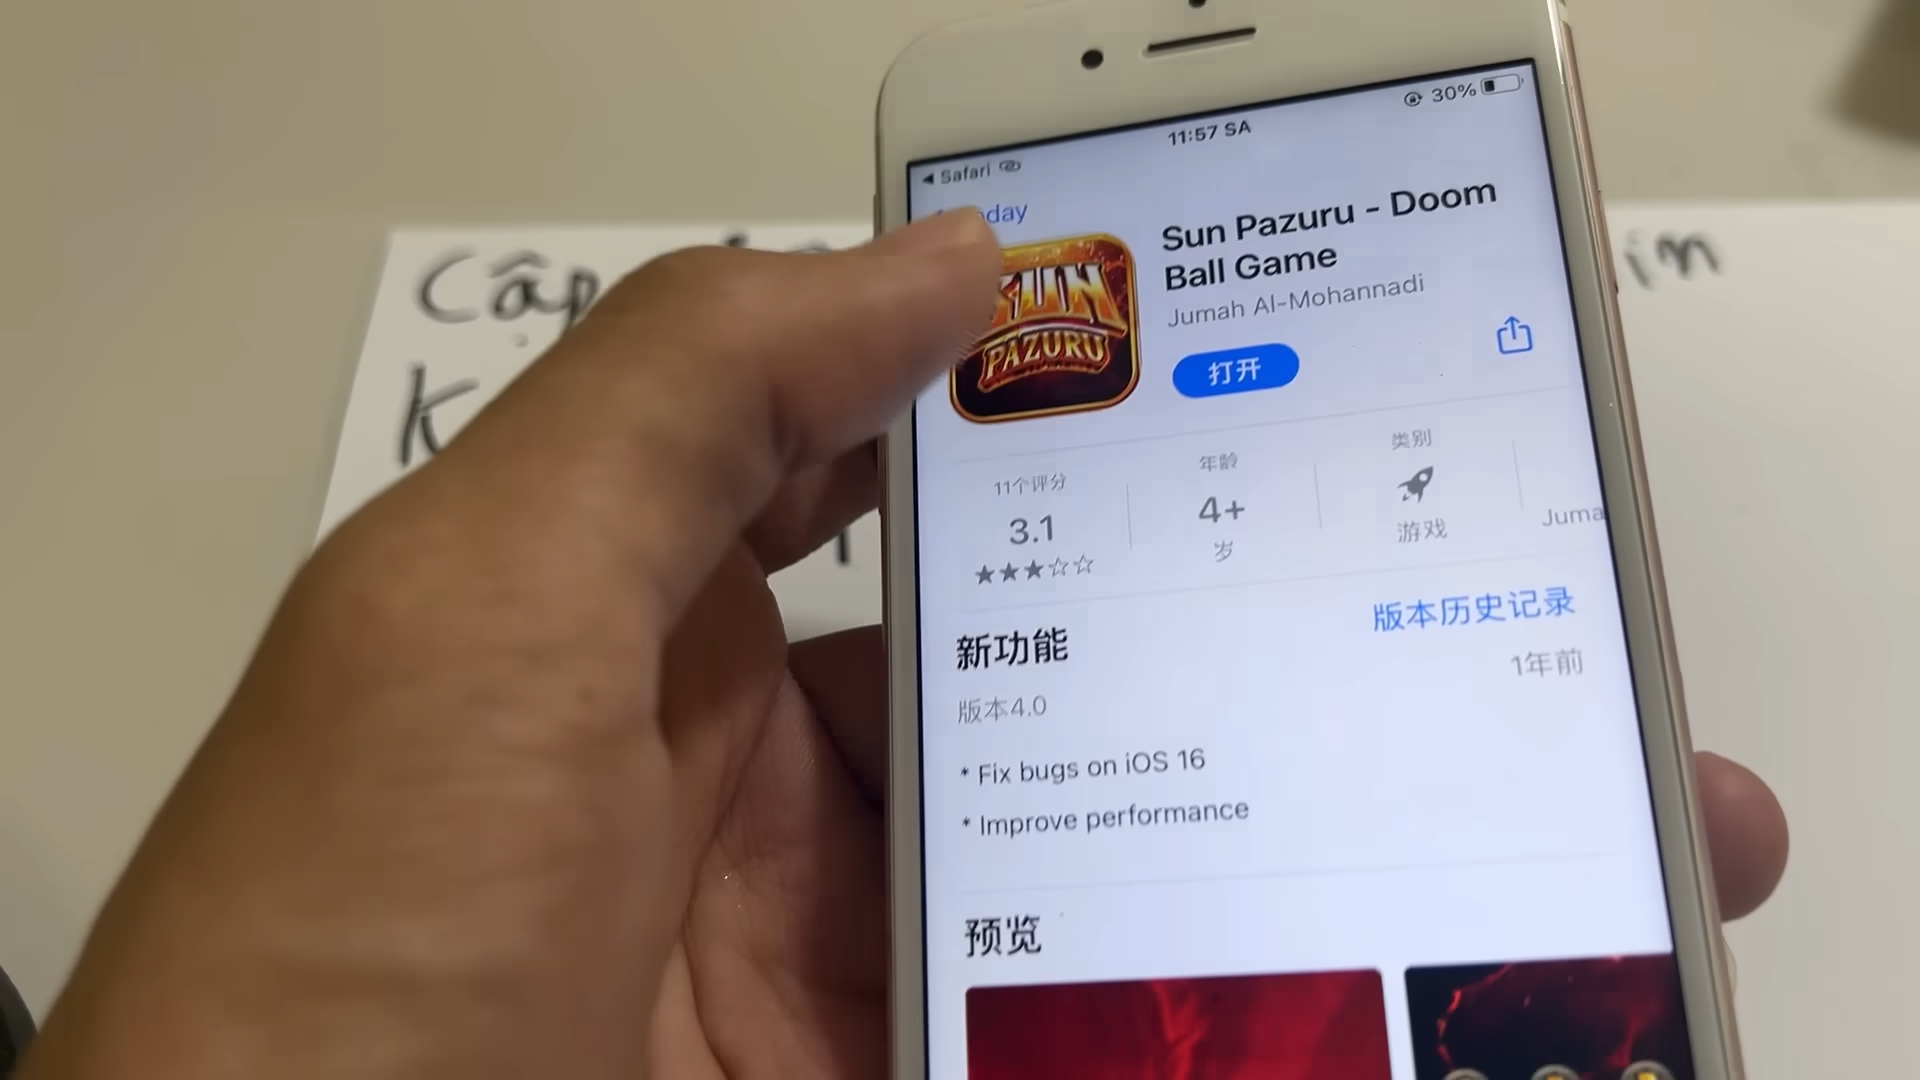 Cập in
K
30%
11:57 SA
Safari
Sun Pazuru - Doom
Ball Game
SUN
PAZURU
Jumah Al-Mohannadi
打开
11个评分
年龄
类别
3.1
4+
岁
游戏
Juma
新功能
版本历史记录
版本4.0
1年前
* Fix bugs on iOS 16
* Improve performance
预览